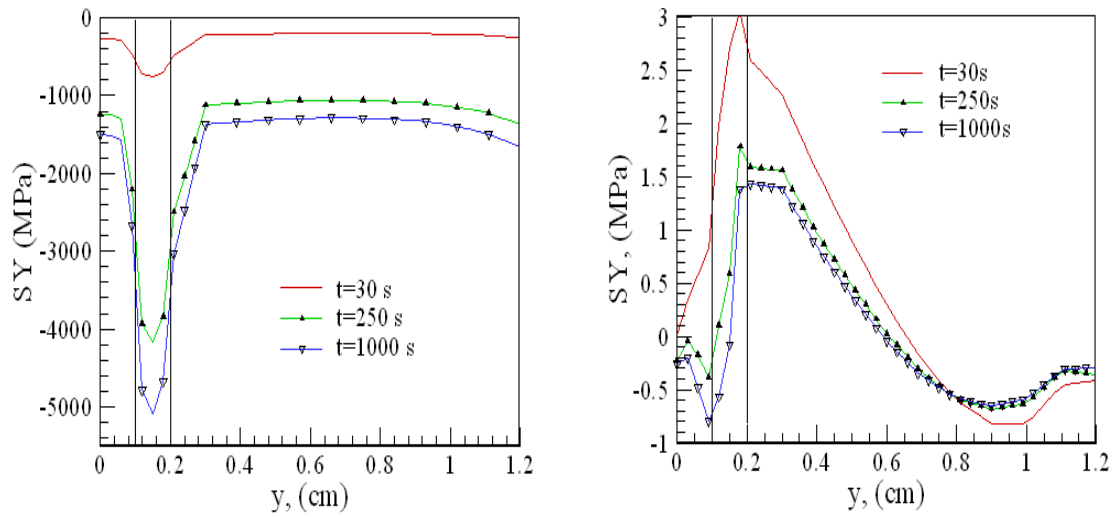 0
-1000
-2000
-3000
-4000
-5000
SY (MPa)
t=30 s
t=250 s
t=1000 s
0 0.2 0.4 0.6 0.8 1 1.2
y, (cm)
3
2.5
2
1.5
1
0.5
0
-0.5
-1
SY, (MPa)
t=30s
t=250s
t=1000s
0 0.2 0.4 0.6 0.8 1 1.2
y, (cm)